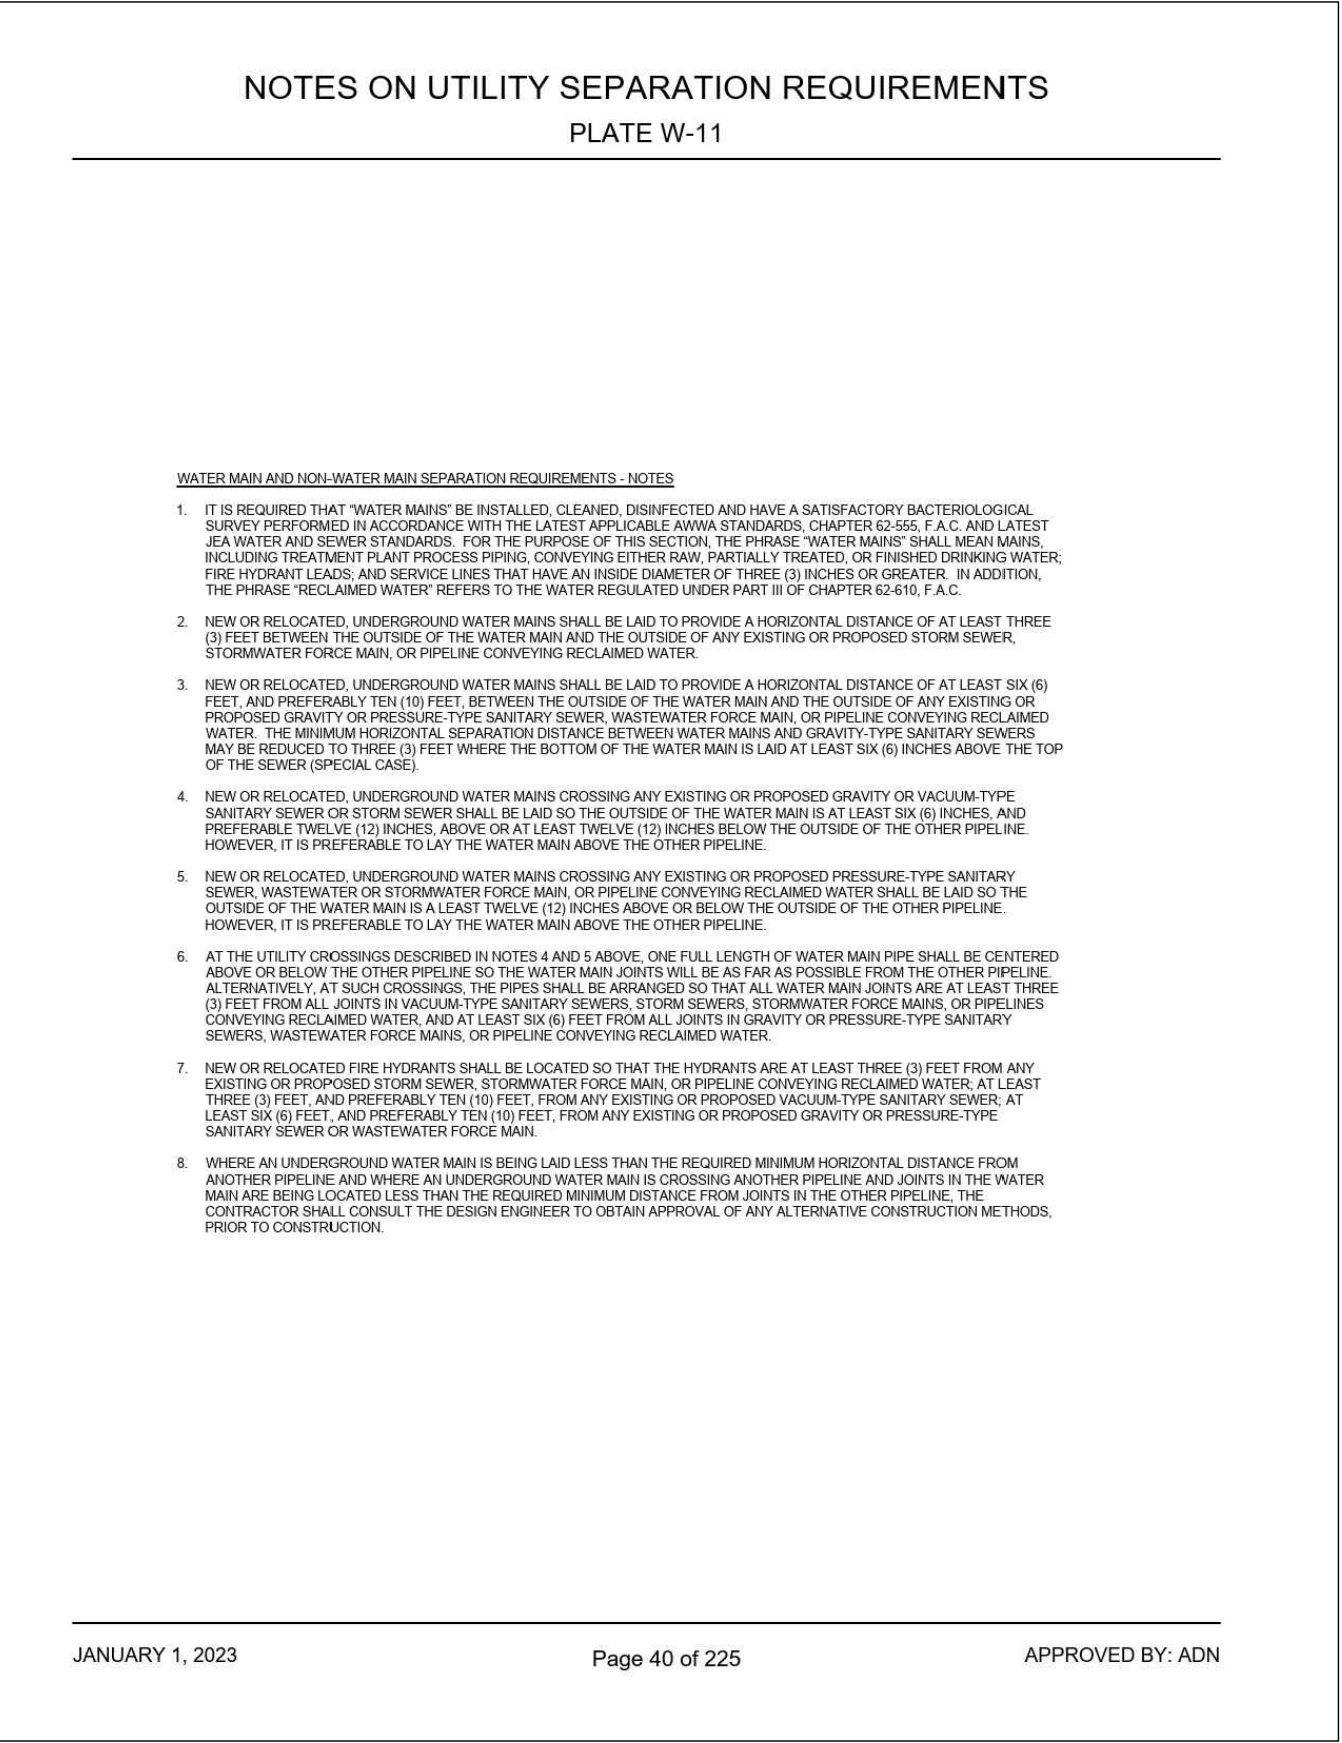 NOTES ON UTILITY SEPARATION REQUIREMENTS
PLATE W-11
WATER MAIN AND NON-WATER MAIN SEPARATION REQUIREMENTS - NOTES
1. IT IS REQUIRED THAT “WATER MAINS” BE INSTALLED, CLEANED, DISINFECTED AND HAVE A SATISFACTORY BACTERIOLOGICAL
SURVEY PERFORMED IN ACCORDANCE WITH THE LATEST APPLICABLE AWWA STANDARDS, CHAPTER 62-555, F.A.C. AND LATEST
JEA WATER AND SEWER STANDARDS. FOR THE PURPOSE OF THIS SECTION, THE PHRASE “WATER MAINS” SHALL MEAN MAINS,
INCLUDING TREATMENT PLANT PROCESS PIPING, CONVEYING EITHER RAW, PARTIALLY TREATED, OR FINISHED DRINKING WATER;
FIRE HYDRANT LEADS; AND SERVICE LINES THAT HAVE AN INSIDE DIAMETER OF THREE (3) INCHES OR GREATER. IN ADDITION,
THE PHRASE “RECLAIMED WATER” REFERS TO THE WATER REGULATED UNDER PART III OF CHAPTER 62-610, F.A.C.
2. NEW OR RELOCATED, UNDERGROUND WATER MAINS SHALL BE LAID TO PROVIDE A HORIZONTAL DISTANCE OF AT LEAST THREE
(3) FEET BETWEEN THE OUTSIDE OF THE WATER MAIN AND THE OUTSIDE OF ANY EXISTING OR PROPOSED STORM SEWER,
STORMWATER FORCE MAIN, OR PIPELINE CONVEYING RECLAIMED WATER.
3. NEW OR RELOCATED, UNDERGROUND WATER MAINS SHALL BE LAID TO PROVIDE A HORIZONTAL DISTANCE OF AT LEAST SIX (6)
FEET, AND PREFERABLY TEN (10) FEET, BETWEEN THE OUTSIDE OF THE WATER MAIN AND THE OUTSIDE OF ANY EXISTING OR
PROPOSED GRAVITY OR PRESSURE-TYPE SANITARY SEWER, WASTEWATER FORCE MAIN, OR PIPELINE CONVEYING RECLAIMED
WATER. THE MINIMUM HORIZONTAL SEPARATION DISTANCE BETWEEN WATER MAINS AND GRAVITY-TYPE SANITARY SEWERS
MAY BE REDUCED TO THREE (3) FEET WHERE THE BOTTOM OF THE WATER MAIN IS LAID AT LEAST SIX (6) INCHES ABOVE THE TOP
OF THE SEWER (SPECIAL CASE).
4. NEW OR RELOCATED, UNDERGROUND WATER MAINS CROSSING ANY EXISTING OR PROPOSED GRAVITY OR VACUUM-TYPE
SANITARY SEWER OR STORM SEWER SHALL BE LAID SO THE OUTSIDE OF THE WATER MAIN IS AT LEAST SIX (6) INCHES, AND
PREFERABLE TWELVE (12) INCHES, ABOVE OR AT LEAST TWELVE (12) INCHES BELOW THE OUTSIDE OF THE OTHER PIPELINE.
HOWEVER, IT IS PREFERABLE TO LAY THE WATER MAIN ABOVE THE OTHER PIPELINE.
5. NEW OR RELOCATED, UNDERGROUND WATER MAINS CROSSING ANY EXISTING OR PROPOSED PRESSURE-TYPE SANITARY
SEWER, WASTEWATER OR STORMWATER FORCE MAIN, OR PIPELINE CONVEYING RECLAIMED WATER SHALL BE LAID SO THE
OUTSIDE OF THE WATER MAIN IS A LEAST TWELVE (12) INCHES ABOVE OR BELOW THE OUTSIDE OF THE OTHER PIPELINE.
HOWEVER, IT IS PREFERABLE TO LAY THE WATER MAIN ABOVE THE OTHER PIPELINE.
6. AT THE UTILITY CROSSINGS DESCRIBED IN NOTES 4 AND 5 ABOVE, ONE FULL LENGTH OF WATER MAIN PIPE SHALL BE CENTERED
ABOVE OR BELOW THE OTHER PIPELINE SO THE WATER MAIN JOINTS WILL BE AS FAR AS POSSIBLE FROM THE OTHER PIPELINE.
ALTERNATIVELY, AT SUCH CROSSINGS, THE PIPES SHALL BE ARRANGED SO THAT ALL WATER MAIN JOINTS ARE AT LEAST THREE
(3) FEET FROM ALL JOINTS IN VACUUM-TYPE SANITARY SEWERS, STORM SEWERS, STORMWATER FORCE MAINS, OR PIPELINES
CONVEYING RECLAIMED WATER, AND AT LEAST SIX (6) FEET FROM ALL JOINTS IN GRAVITY OR PRESSURE-TYPE SANITARY
SEWERS, WASTEWATER FORCE MAINS, OR PIPELINE CONVEYING RECLAIMED WATER.
7. NEW OR RELOCATED FIRE HYDRANTS SHALL BE LOCATED SO THAT THE HYDRANTS ARE AT LEAST THREE (3) FEET FROM ANY
EXISTING OR PROPOSED STORM SEWER, STORMWATER FORCE MAIN, OR PIPELINE CONVEYING RECLAIMED WATER; AT LEAST
THREE (3) FEET, AND PREFERABLY TEN (10) FEET, FROM ANY EXISTING OR PROPOSED VACUUM-TYPE SANITARY SEWER; AT
LEAST SIX (6) FEET, AND PREFERABLY TEN (10) FEET, FROM ANY EXISTING OR PROPOSED GRAVITY OR PRESSURE-TYPE
SANITARY SEWER OR WASTEWATER FORCE MAIN.
8. WHERE AN UNDERGROUND WATER MAIN IS BEING LAID LESS THAN THE REQUIRED MINIMUM HORIZONTAL DISTANCE FROM
ANOTHER PIPELINE AND WHERE AN UNDERGROUND WATER MAIN IS CROSSING ANOTHER PIPELINE AND JOINTS IN THE WATER
MAIN ARE BEING LOCATED LESS THAN THE REQUIRED MINIMUM DISTANCE FROM JOINTS IN THE OTHER PIPELINE, THE
CONTRACTOR SHALL CONSULT THE DESIGN ENGINEER TO OBTAIN APPROVAL OF ANY ALTERNATIVE CONSTRUCTION METHODS,
PRIOR TO CONSTRUCTION.
JANUARY 1, 2023
Page 40 of 225
APPROVED BY: ADN